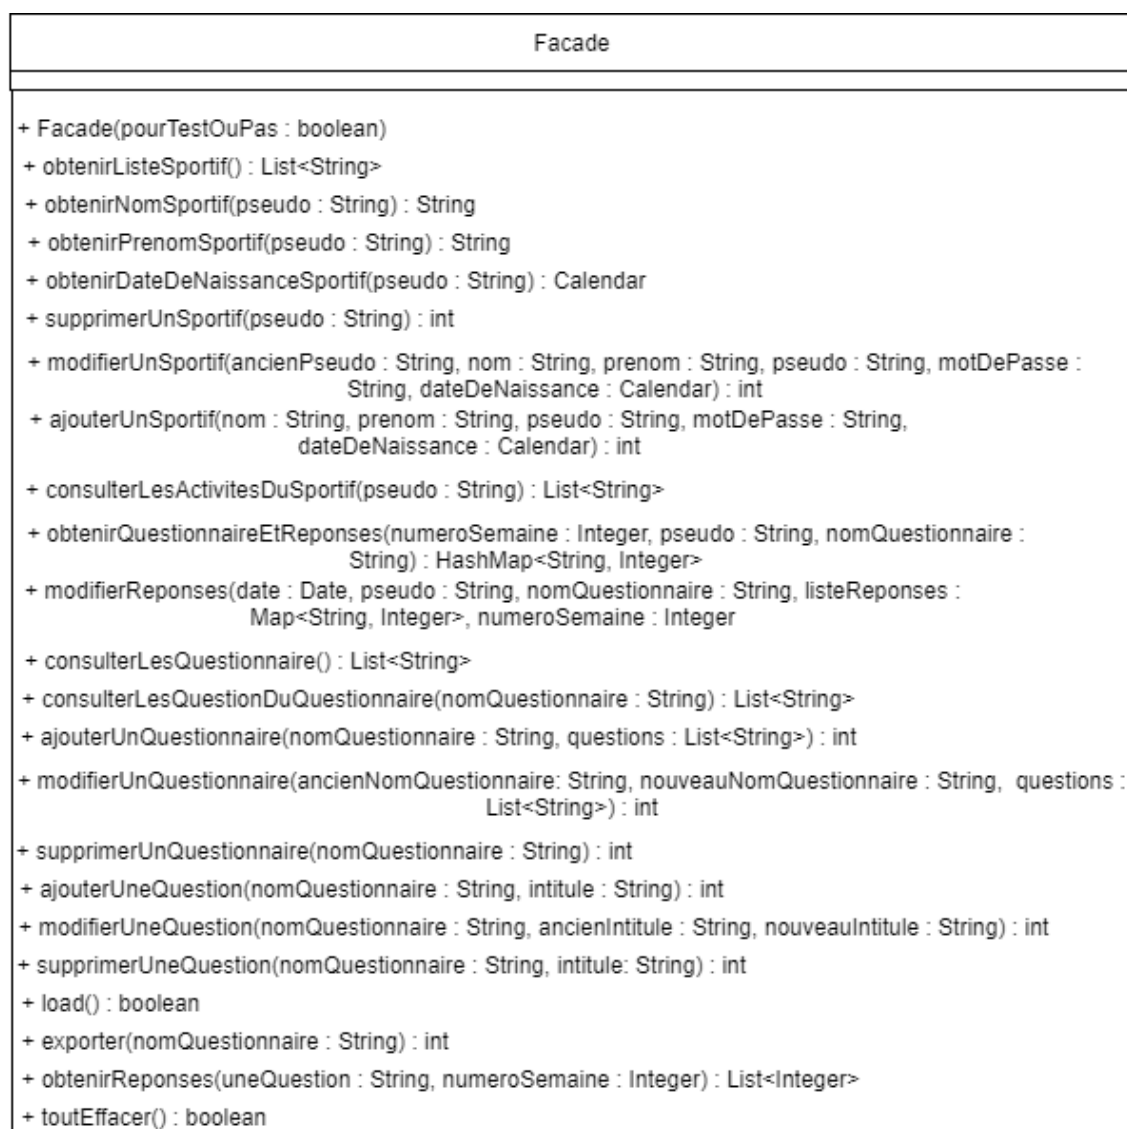 Facade
+ Facade(pourTestOuPas : boolean)
+ obtenirListeSportif() : List<String>
+ obtenirNomSportif(pseudo : String) : String
+ obtenirPrenomSportif(pseudo : String) : String
+ obtenirDateDeNaissanceSportif(pseudo : String) : Calendar
+ supprimerUnSportif(pseudo : String) : int
+ modifierUnSportif(ancienPseudo : String, nom : String, prenom : String, pseudo : String, motDePasse :
String, dateDeNaissance : Calendar) : int
+ ajouterUnSportif(nom : String, prenom : String, pseudo : String, motDePasse : String,
dateDeNaissance : Calendar) : int
+ consulterLesActivitesDuSportif(pseudo : String) : List<String>
+ obtenirQuestionnaireEtReponses(numeroSemaine : Integer, pseudo : String, nomQuestionnaire :
String) : HashMap<String, Integer>
+ modifierReponses(date : Date, pseudo : String, nomQuestionnaire : String, listeReponses :
Map<String, Integer>, numeroSemaine : Integer
+ consulterLesQuestionnaire() : List<String>
+ consulterLesQuestionDuQuestionnaire(nomQuestionnaire : String) : List<String>
+ ajouterUnQuestionnaire(nomQuestionnaire : String, questions : List<String>) : int
+ modifierUnQuestionnaire(ancienNomQuestionnaire: String, nouveauNomQuestionnaire : String,  questions :
List<String>) : int
+ supprimerUnQuestionnaire(nomQuestionnaire : String) : int
+ ajouterUneQuestion(nomQuestionnaire : String, intitule : String) : int
+ modifierUneQuestion(nomQuestionnaire : String, ancienIntitule : String, nouveauIntitule : String) : int
+ supprimerUneQuestion(nomQuestionnaire : String, intitule: String) : int
+ load() : boolean
+ exporter(nomQuestionnaire : String) : int
+ obtenirReponses(uneQuestion : String, numeroSemaine : Integer) : List<Integer>
+ toutEffacer() : boolean